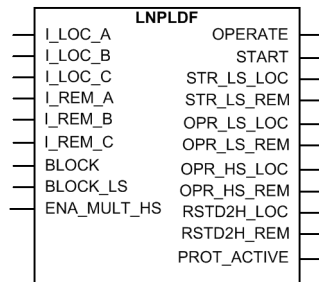 LNPLDF
I_LOC_A OPERATE
I_LOC_B START
I_LOC_C STR_LS_LOC
I_REM_A STR_LS_REM
I_REM_B OPR_LS_LOC
I_REM_C OPR_LS_REM
BLOCK OPR_HS_LOC
BLOCK_LS OPR_HS_REM
ENA_MULT_HS RSTD2H_LOC
RSTD2H_REM
PROT_ACTIVE